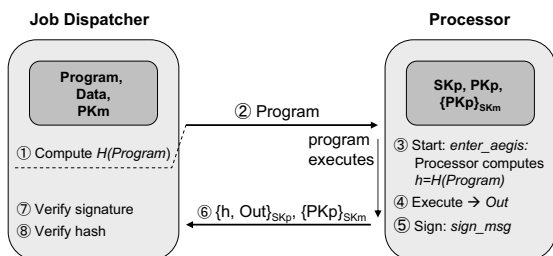 Job Dispatcher
Program,
Data,
PKm
① Compute H(Program)
⑦ Verify signature
⑧ Verify hash
② Program
program
executes
⑥ {h, Out}SKp, {PKp}SKm
Processor
SKp, PKp,
{PKp}SKm
③ Start: enter_aegis:
Processor computes
h=H(Program)
④ Execute → Out
⑤ Sign: sign_msg